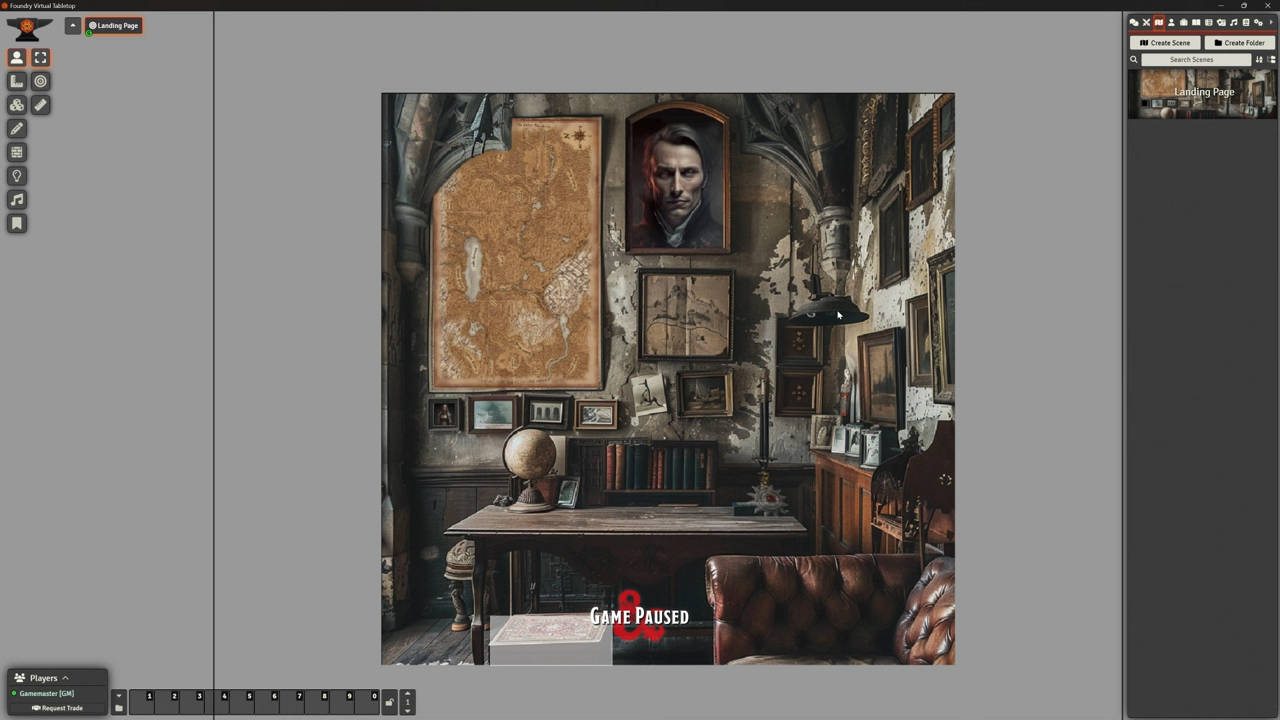 Foundry Virtual Tabletop
Landing Page
G
Create Scene
Create Folder
Search Scenes
Landing Page
GAME PAUSED
&
Players
Gamemaster [GM]
Request Trade
1 2 3 4 5 6 7 8 9 0
1